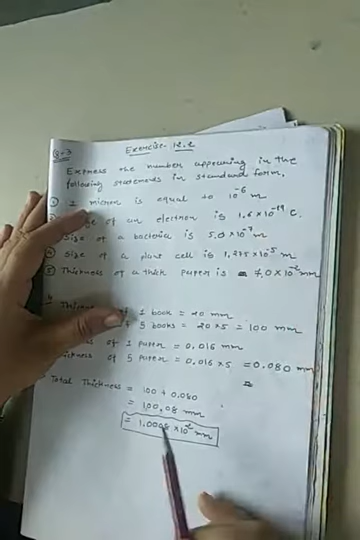 Q-3 Exercise 12.2
Express the number appearing in the
following statements in standard form.
① 1 micron is equal to 10⁻⁶ m
of an electron is 1.6×10⁻¹⁹ C.
Size of a bacteria is 5.0×10⁻⁷ m
④ Size of a plant cell is 1.275×10⁻⁵ m
⑤ Thickness of a thick paper is 7.0×10⁻² mm
of 1 book = 20 mm
5 books = 20×5 = 100 mm
of 1 paper = 0.016 mm
of 5 paper = 0.016×5 = 0.080 mm
Total Thickness = 100 + 0.080
= 100.08 mm
= 1.0008×10² mm